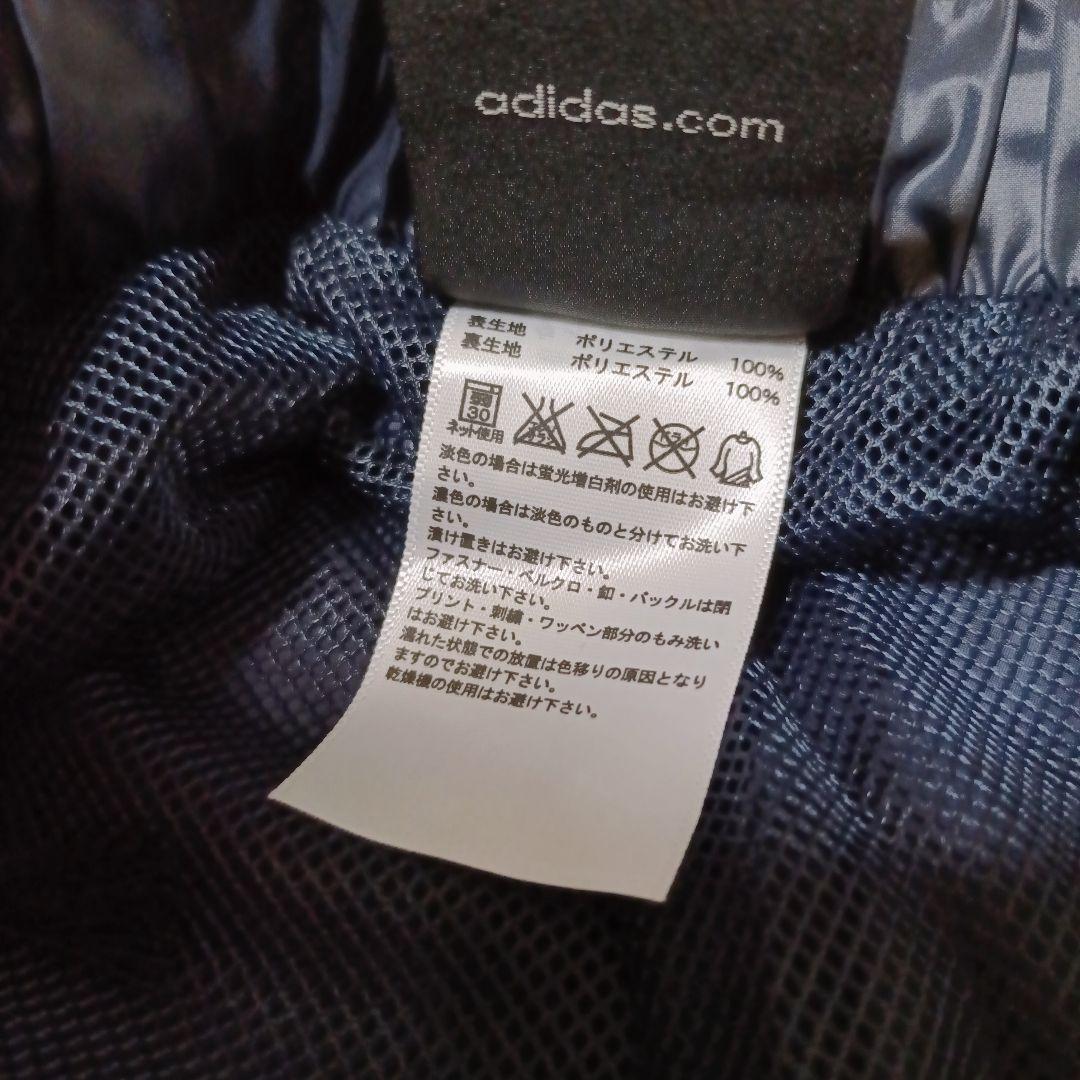 adidas.com
表生地 ポリエステル 100%
裏生地 ポリエステル 100%
弱
30
ネット使用
エンソ
サラシ
ドライ
淡色の場合は蛍光増白剤の使用はお避け下
さい。
濃色の場合は淡色のものと分けてお洗い下
さい。
漬け置きはお避け下さい。
ファスナー・ベルクロ・釦・バックルは閉
じてお洗い下さい。
プリント・刺繍・ワッペン部分のもみ洗い
はお避け下さい。
濡れた状態での放置は色移りの原因となり
ますのでお避け下さい。
乾燥機の使用はお避け下さい。